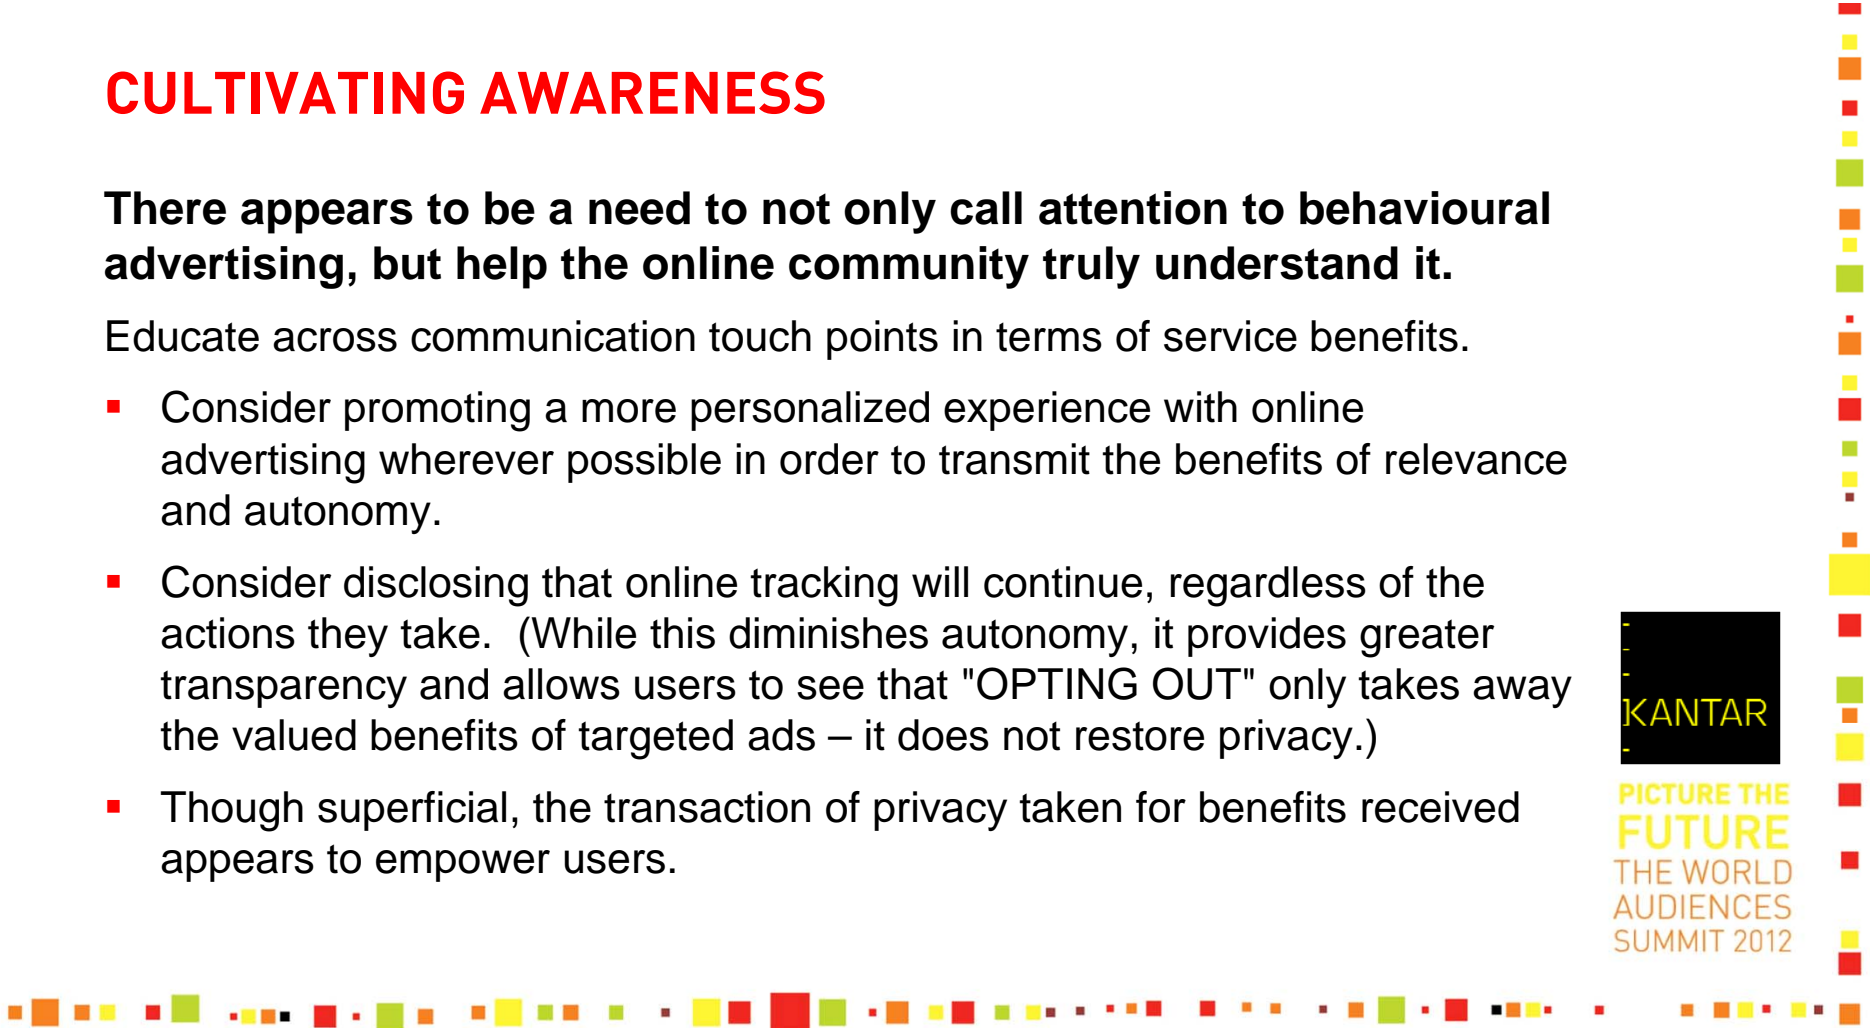 CULTIVATING AWARENESS
There appears to be a need to not only call attention to behavioural
advertising, but help the online community truly understand it.
Educate across communication touch points in terms of service benefits.
▪ Consider promoting a more personalized experience with online
advertising wherever possible in order to transmit the benefits of relevance
and autonomy.
▪ Consider disclosing that online tracking will continue, regardless of the
actions they take.  (While this diminishes autonomy, it provides greater
transparency and allows users to see that "OPTING OUT" only takes away
the valued benefits of targeted ads – it does not restore privacy.)
▪ Though superficial, the transaction of privacy taken for benefits received
appears to empower users.
KANTAR
PICTURE THE
FUTURE
THE WORLD
AUDIENCES
SUMMIT 2012